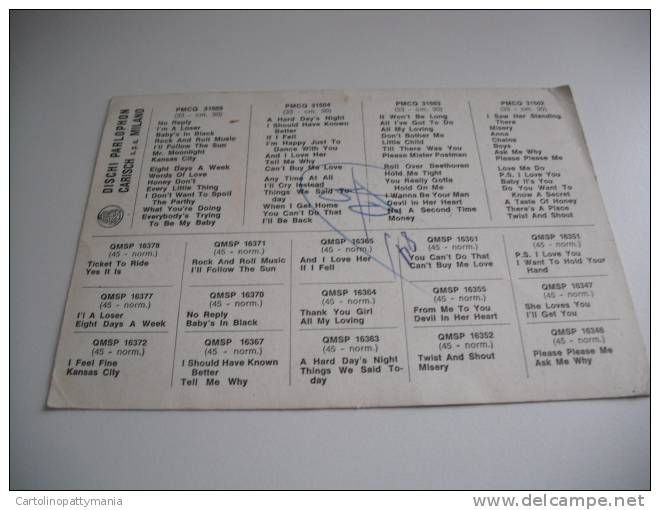 DISCHI PARLOPHON
CARISCH s.p.a. MILANO
PMCQ 31505
(33 - cm. 30)
No Reply
I'm A Loser
Baby's In Black
Rock And Roll Music
I'll Follow The Sun
Mr. Moonlight
Kansas City
Eight Days A Week
Words Of Love
Honey Don't
Every Little Thing
I Don't Want To Spoil
The Parthy
What You're Doing
Everybody's Trying
To Be My Baby
PMCQ 31504
(33 - cm. 30)
A Hard Day's Night
I Should Have Known
Better
If I Fell
I'm Happy Just To
Dance With You
And I Love Her
Tell Me Why
Can't Buy Me Love
Any Time At All
I'll Cry Instead
Things We Said To-
day
When I Get Home
You Can't Do That
I'll Be Back
PMCQ 31503
(33 - cm. 30)
It Won't Be Long
All I've Got To Do
All My Loving
Don't Bother Me
Little Child
Till There Was You
Please Mister Postman
Roll Over Beethoven
Hold Me Tight
You Really Gotta
Hold On Me
I Wanna Be Your Man
Devil In Her Heart
Not A Second Time
Money
PMCQ 31502
(33 - cm. 30)
I Saw Her Standing
There
Misery
Anna
Chains
Boys
Ask Me Why
Please Please Me
Love Me Do
P.S. I Love You
Baby It's You
Do You Want To
Know A Secret
A Taste Of Honey
There's A Place
Twist And Shout
QMSP 16378
(45 - norm.)
Ticket To Ride
Yes It Is
QMSP 16371
(45 - norm.)
Rock And Roll Music
I'll Follow The Sun
QMSP 16365
(45 - norm.)
And I Love Her
If I Fell
QMSP 16361
(45 - norm.)
You Can't Do That
Can't Buy Me Love
QMSP 16351
(45 - norm.)
P.S. I Love You
I Want To Hold Your
Hand
QMSP 16377
(45 - norm.)
I'l A Loser
Eight Days A Week
QMSP 16370
(45 - norm.)
No Reply
Baby's In Black
QMSP 16364
(45 - norm.)
Thank You Girl
All My Loving
QMSP 16355
(45 - norm.)
From Me To You
Devil In Her Heart
QMSP 16347
(45 - norm.)
She Loves You
I'll Get You
QMSP 16372
(45 - norm.)
I Feel Fine
Kansas City
QMSP 16367
(45 - norm.)
I Should Have Known
Better
Tell Me Why
QMSP 16363
(45 - norm.)
A Hard Day's Night
Things We Said To-
day
QMSP 16352
(45 - norm.)
Twist And Shout
Misery
QMSP 16346
(45 - norm.)
Please Please Me
Ask Me Why
Cartolinopattymania
delcampe.net